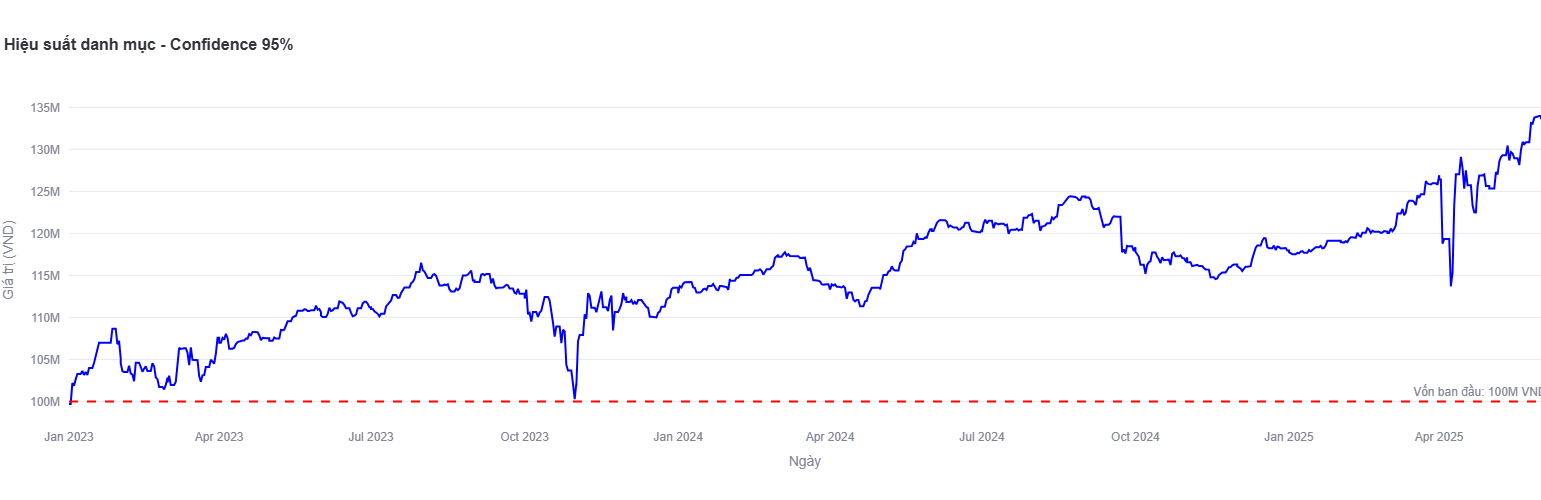 Hiệu suất danh mục - Confidence 95%
135M
130M
125M
120M
115M
110M
105M
100M
Giá trị (VND)
Vốn ban đầu: 100M VND
Jan 2023
Apr 2023
Jul 2023
Oct 2023
Jan 2024
Apr 2024
Jul 2024
Oct 2024
Jan 2025
Apr 2025
Ngày